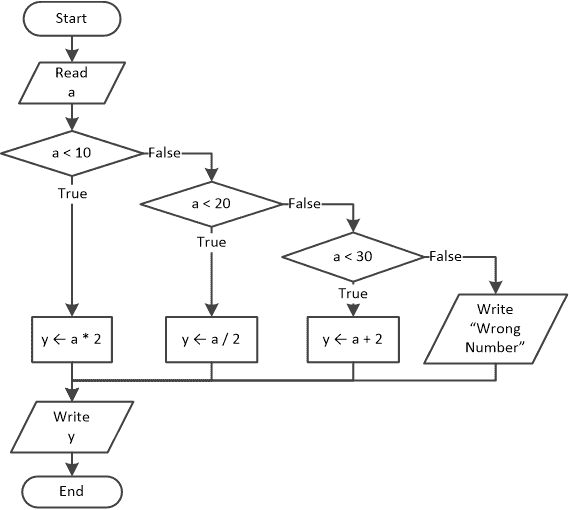 Start
Read
a
a < 10
False
True
a < 20
False
True
a < 30
False
True
y ← a * 2
y ← a / 2
y ← a + 2
Write
“Wrong
Number”
Write
y
End